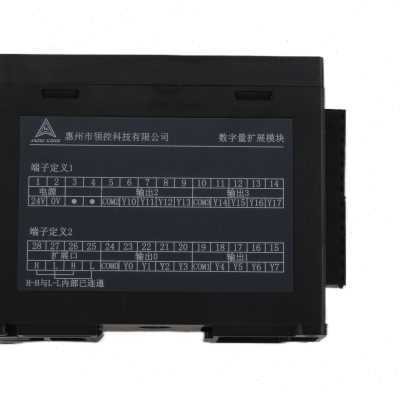 惠州市领控科技有限公司 数字量扩展模块
端子定义1
1 2 3 4 5 6 7 8 9 10 11 12 13 14
电源 输出2 输出3
24V 0V ● ● COM2 Y10 Y11 Y12 Y13 COM3 Y14 Y15 Y16 Y17
端子定义2
28 27 26 25 24 23 22 21 20 19 18 17 16 15
扩展口 输出0 输出1
H L H L COM0 Y0 Y1 Y2 Y3 COM1 Y4 Y5 Y6 Y7
H-H与L-L内部已连通